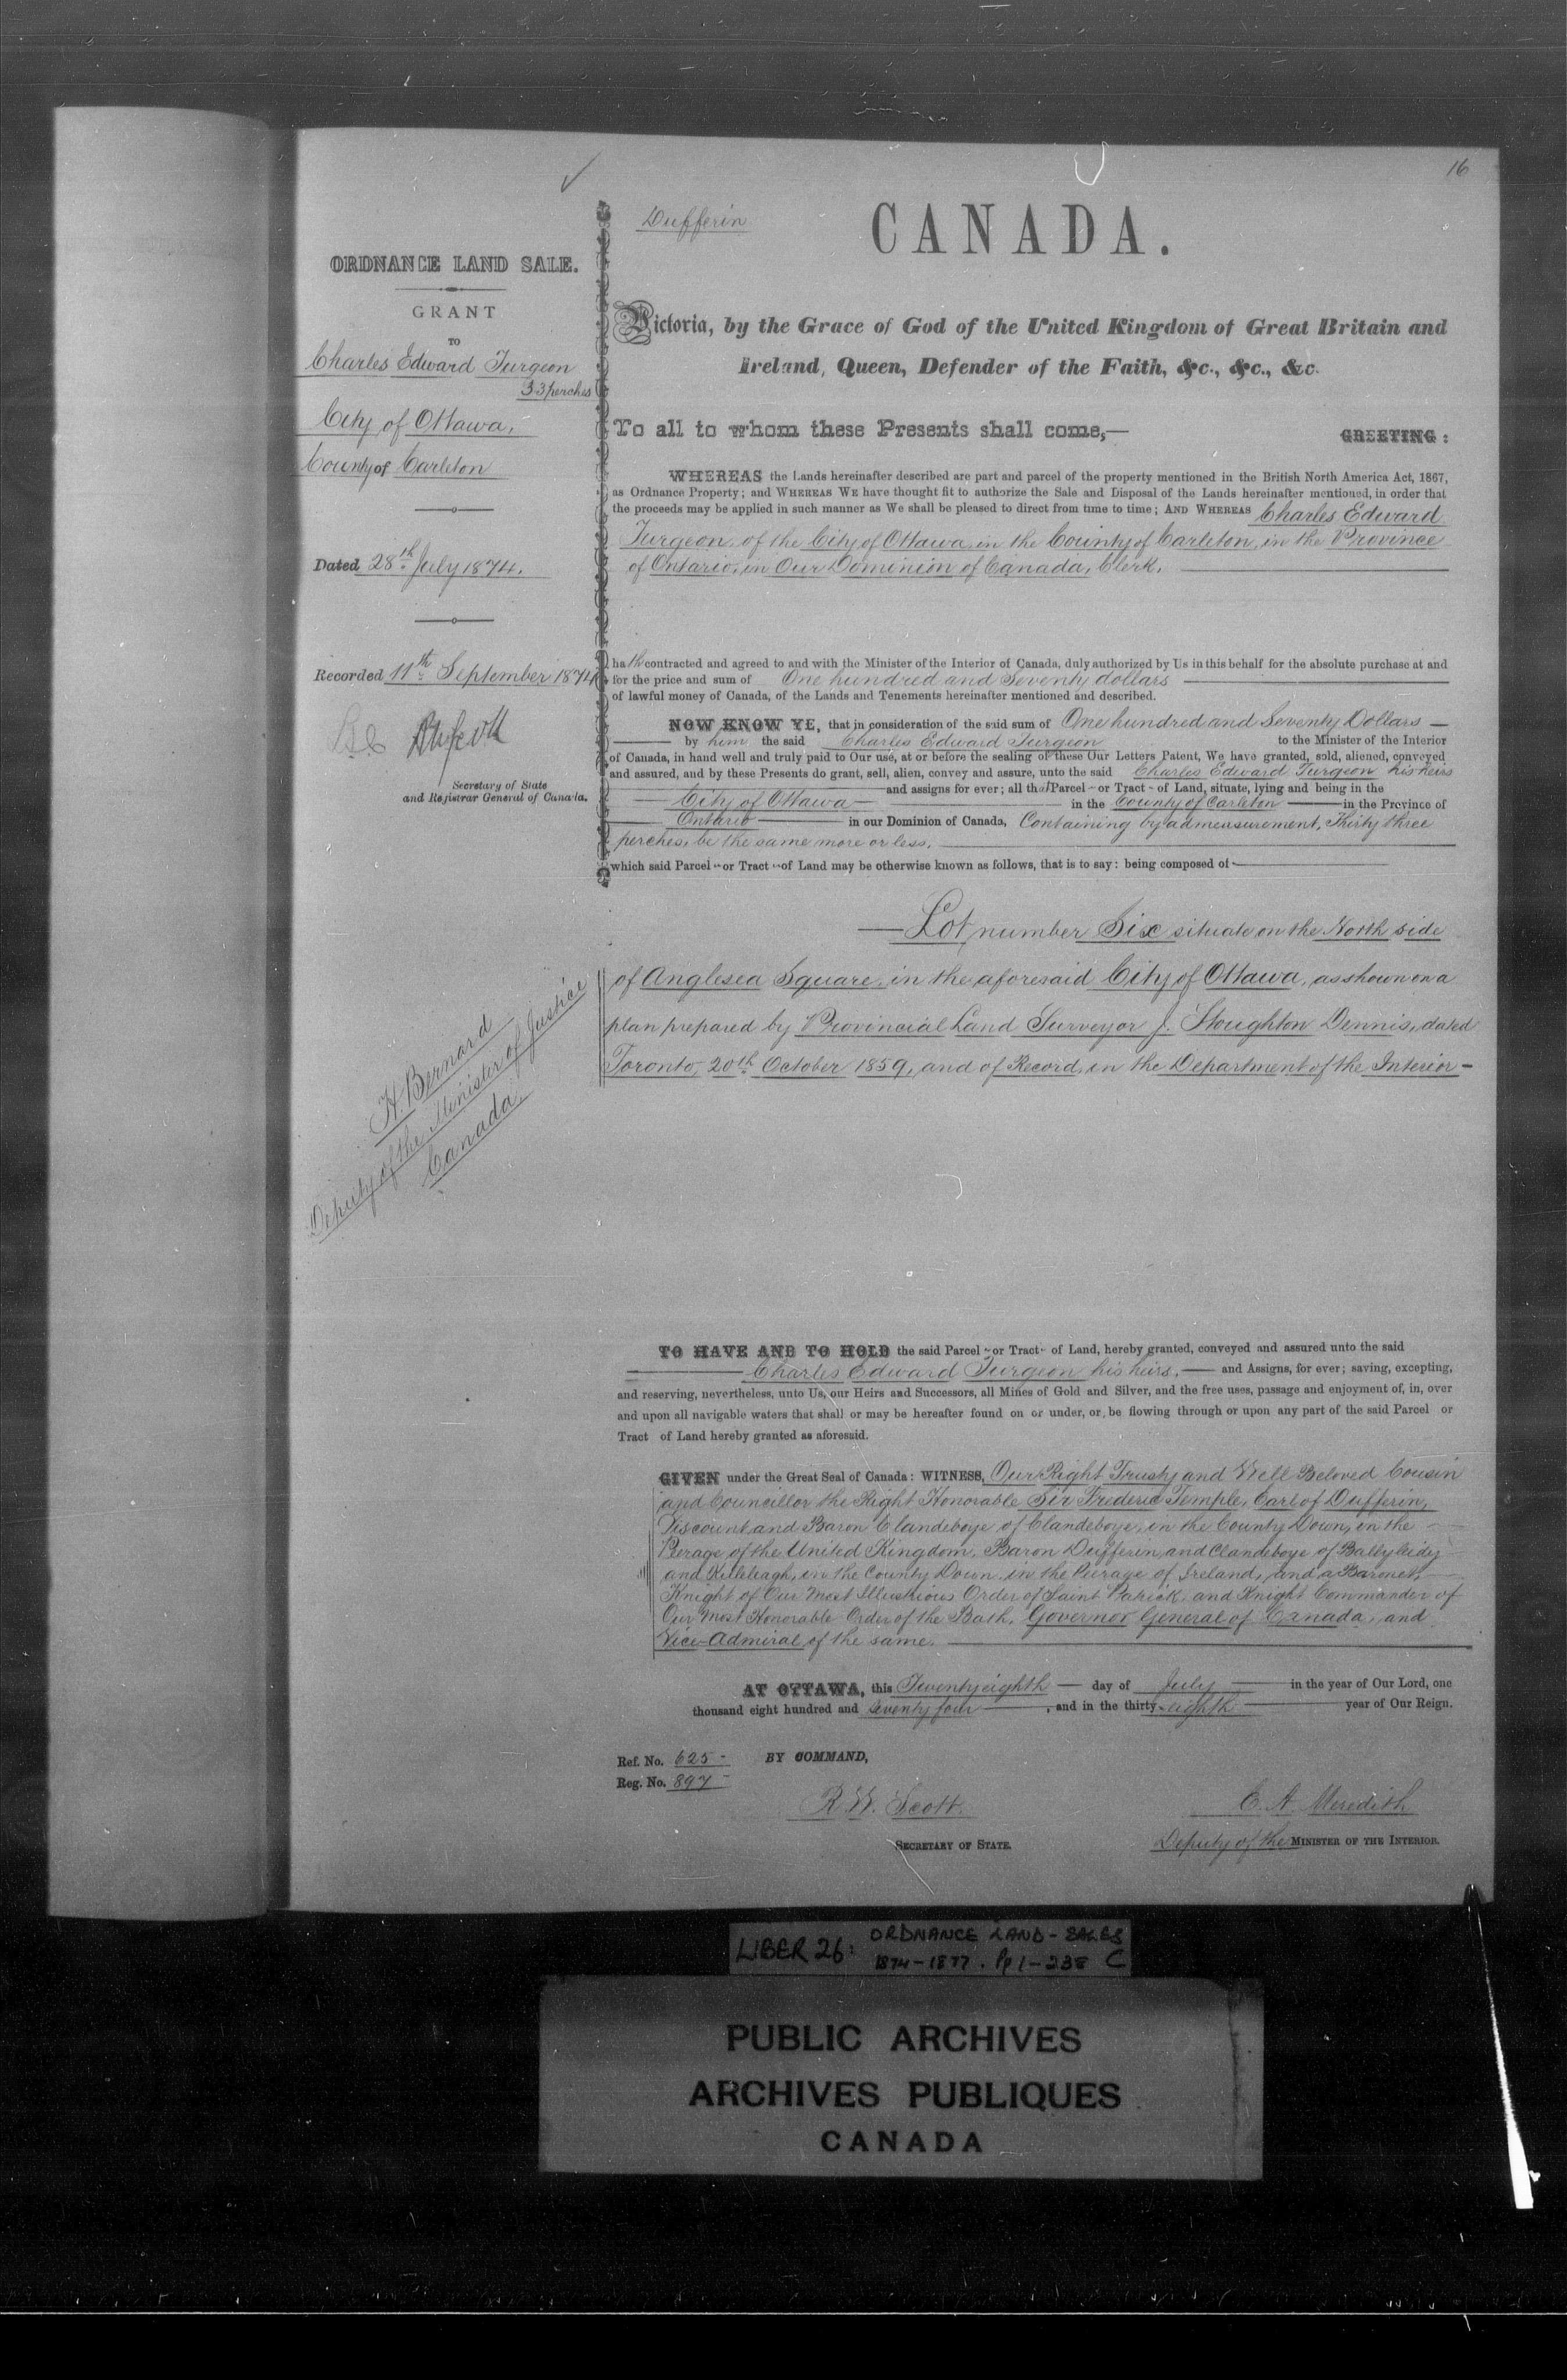 16
Dufferin
CANADA.
ORDNANCE LAND SALE.
GRANT
TO
Charles Edward Turgeon
33 perches
City of Ottawa,
County of Carleton
Dated 28th July 1874.
Recorded 11th September 1874
Secretary of State
and Registrar General of Canada.
H. Bernard
Deputy of the Minister of Justice
Canada.
Victoria, by the Grace of God of the United Kingdom of Great Britain and
Ireland, Queen, Defender of the Faith, &c., &c., &c.
To all to whom these Presents shall come,—
GREETING:
WHEREAS the Lands hereinafter described are part and parcel of the property mentioned in the British North America Act, 1867,
as Ordnance Property; and WHEREAS WE have thought fit to authorize the Sale and Disposal of the Lands hereinafter mentioned, in order that
the proceeds may be applied in such manner as We shall be pleased to direct from time to time; AND WHEREAS Charles Edward
Turgeon, of the City of Ottawa, in the County of Carleton, in the Province
of Ontario, in Our Dominion of Canada, Clerk.
hath contracted and agreed to and with the Minister of the Interior of Canada, duly authorized by Us in this behalf for the absolute purchase at and
for the price and sum of One hundred and Seventy dollars
of lawful money of Canada, of the Lands and Tenements hereinafter mentioned and described.
NOW KNOW YE, that in consideration of the said sum of One hundred and Seventy Dollars —
by him the said Charles Edward Turgeon to the Minister of the Interior
of Canada, in hand well and truly paid to Our use, at or before the sealing of these Our Letters Patent, We have granted, sold, aliened, conveyed
and assured, and by these Presents do grant, sell, alien, convey and assure, unto the said Charles Edward Turgeon his heirs
and assigns for ever; all that Parcel or Tract of Land, situate, lying and being in the
City of Ottawa — in the County of Carleton — in the Province of
Ontario — in our Dominion of Canada, Containing by admeasurement, Thirty three
perches, be the same more or less.
which said Parcel or Tract of Land may be otherwise known as follows, that is to say: being composed of
— Lot number Six situate on the North side
of Anglesea Square, in the aforesaid City of Ottawa, as shown on a
plan prepared by Provincial Land Surveyor J. Stoughton Dennis, dated
Toronto, 20th October 1859, and of Record, in the Department of the Interior -
TO HAVE AND TO HOLD the said Parcel or Tract of Land, hereby granted, conveyed and assured unto the said
Charles Edward Turgeon his heirs, — and Assigns, for ever; saving, excepting,
and reserving, nevertheless, unto Us, our Heirs and Successors, all Mines of Gold and Silver, and the free uses, passage and enjoyment of, in, over
and upon all navigable waters that shall or may be hereafter found on or under, or, be flowing through or upon any part of the said Parcel or
Tract of Land hereby granted as aforesaid.
GIVEN under the Great Seal of Canada: WITNESS, Our Right Trusty and Well Beloved Cousin
and Councillor the Right Honorable Sir Frederic Temple, Earl of Dufferin,
Viscount and Baron Clandeboye of Clandeboye, in the County Down, in the
Peerage of the United Kingdom, Baron Dufferin and Clandeboye of Ballyleidy
and Killeleagh, in the County Down, in the Peerage of Ireland, and a Baronet,
Knight of Our Most Illustrious Order of Saint Patrick, and Knight Commander of
Our Most Honorable Order of the Bath, Governor General of Canada, and
Vice-Admiral of the same.
AT OTTAWA, this Twenty eighth — day of July — in the year of Our Lord, one
thousand eight hundred and seventy four —, and in the thirty-eighth — year of Our Reign.
Ref. No. 625 -
BY COMMAND,
Reg. No. 897 -
R. W. Scott.
SECRETARY OF STATE.
E. A. Meredith
Deputy of the MINISTER OF THE INTERIOR.
LIBER 26: ORDNANCE LAND-SALES
1874-1877. Pp 1-238 C
PUBLIC ARCHIVES
ARCHIVES PUBLIQUES
CANADA